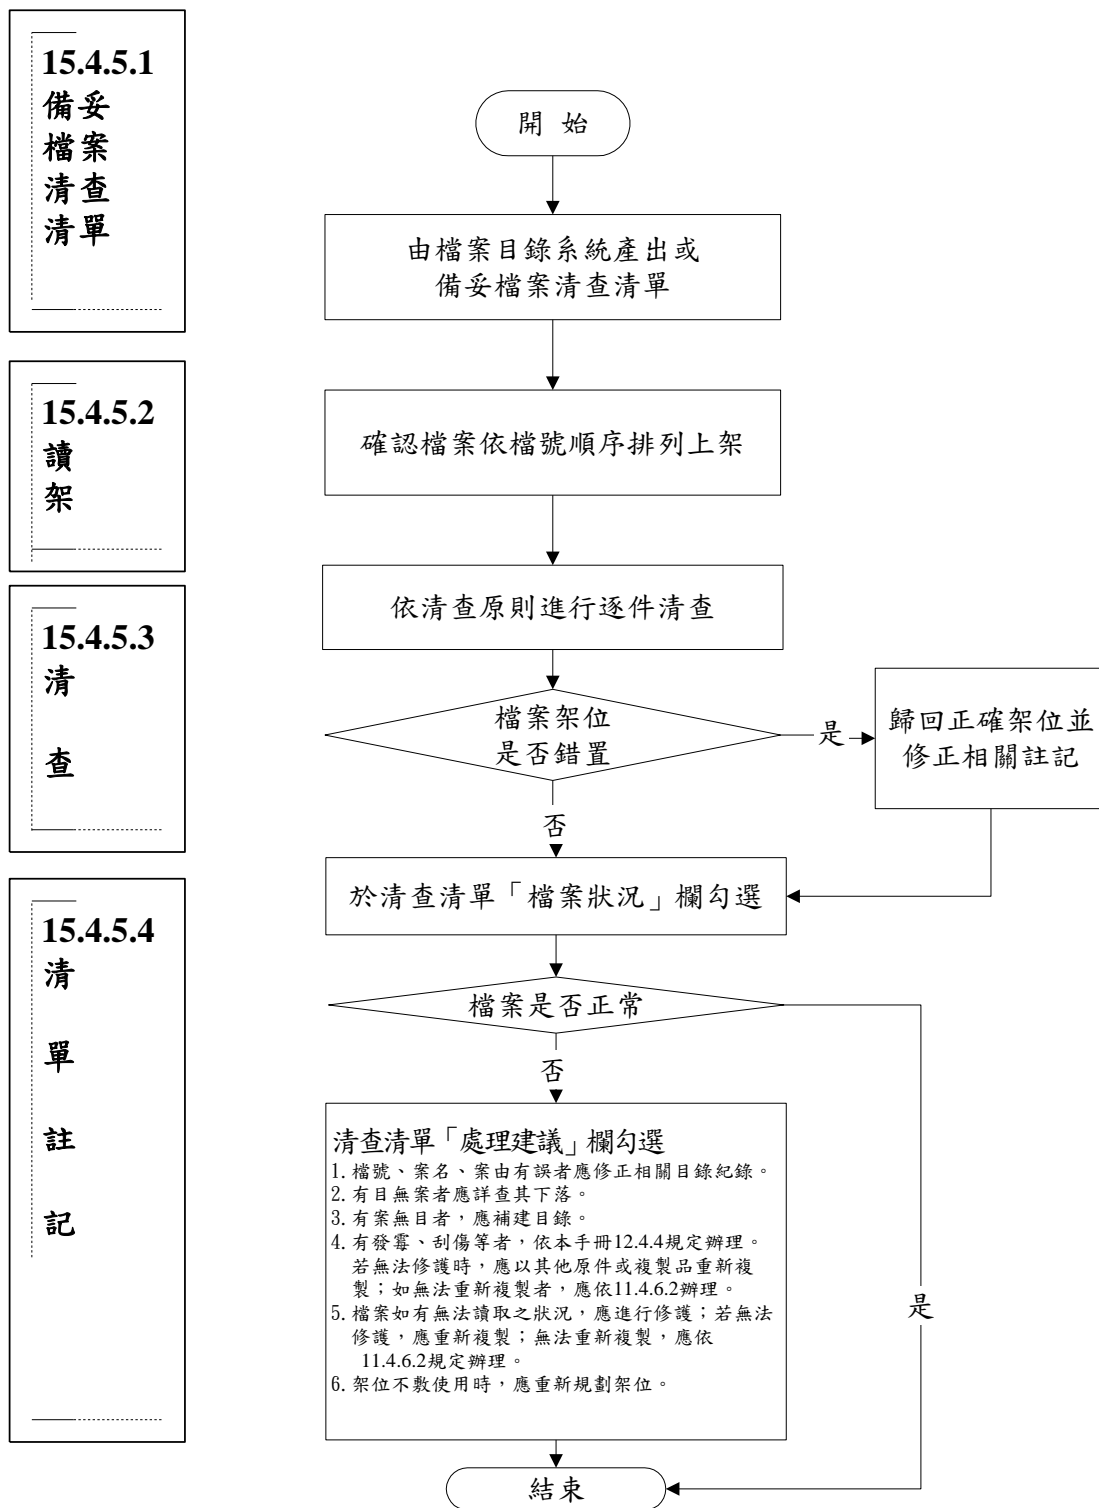 15.4.5.1
備妥
檔案
清查
清單
開 始
由檔案目錄系統產出或
備妥檔案清查清單
15.4.5.2
讀
架
確認檔案依檔號順序排列上架
15.4.5.3
清
查
依清查原則進行逐件清查
檔案架位
是否錯置
是
歸回正確架位並
修正相關註記
否
15.4.5.4
清
單
註
記
於清查清單「檔案狀況」欄勾選
檔案是否正常
否
是
清查清單「處理建議」欄勾選
1. 檔號、案名、案由有誤者應修正相關目錄紀錄。
2. 有目無案者應詳查其下落。
3. 有案無目者，應補建目錄。
4. 有發霉、刮傷等者，依本手冊12.4.4規定辦理。
若無法修護時，應以其他原件或複製品重新複
製；如無法重新複製者，應依11.4.6.2辦理。
5. 檔案如有無法讀取之狀況，應進行修護；若無法
修護，應重新複製；無法重新複製，應依
11.4.6.2規定辦理。
6. 架位不敷使用時，應重新規劃架位。
結束